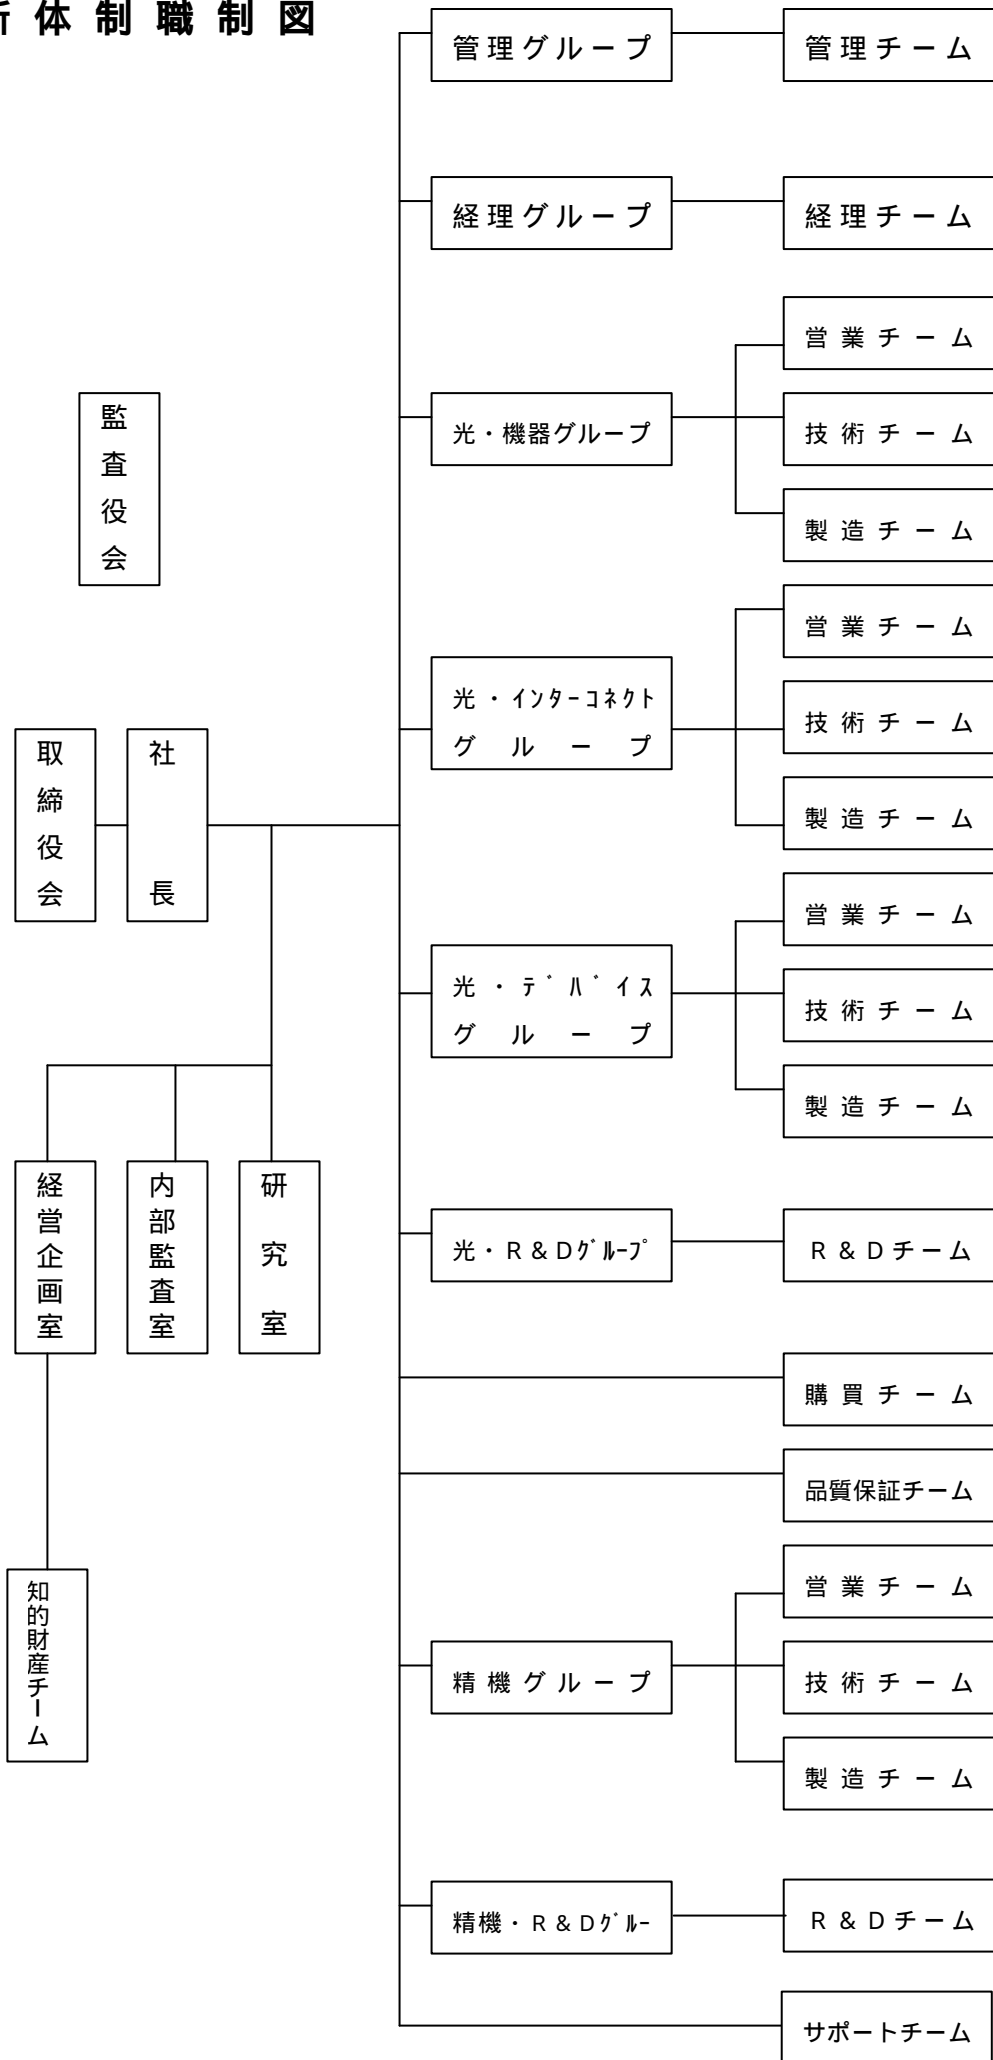 体制職制図
管理グループ
管理チーム
経理グループ
経理チーム
営業チーム
光・機器グループ
技術チーム
製造チーム
監査役会
営業チーム
光・インターコネクト
グループ
技術チーム
製造チーム
取締役会
社長
営業チーム
光・デバイス
グループ
技術チーム
製造チーム
経営企画室
内部監査室
研究室
光・R&Dグループ
R&Dチーム
購買チーム
品質保証チーム
知的財産チーム
営業チーム
精機グループ
技術チーム
製造チーム
精機・R&Dグルー
R&Dチーム
サポートチーム